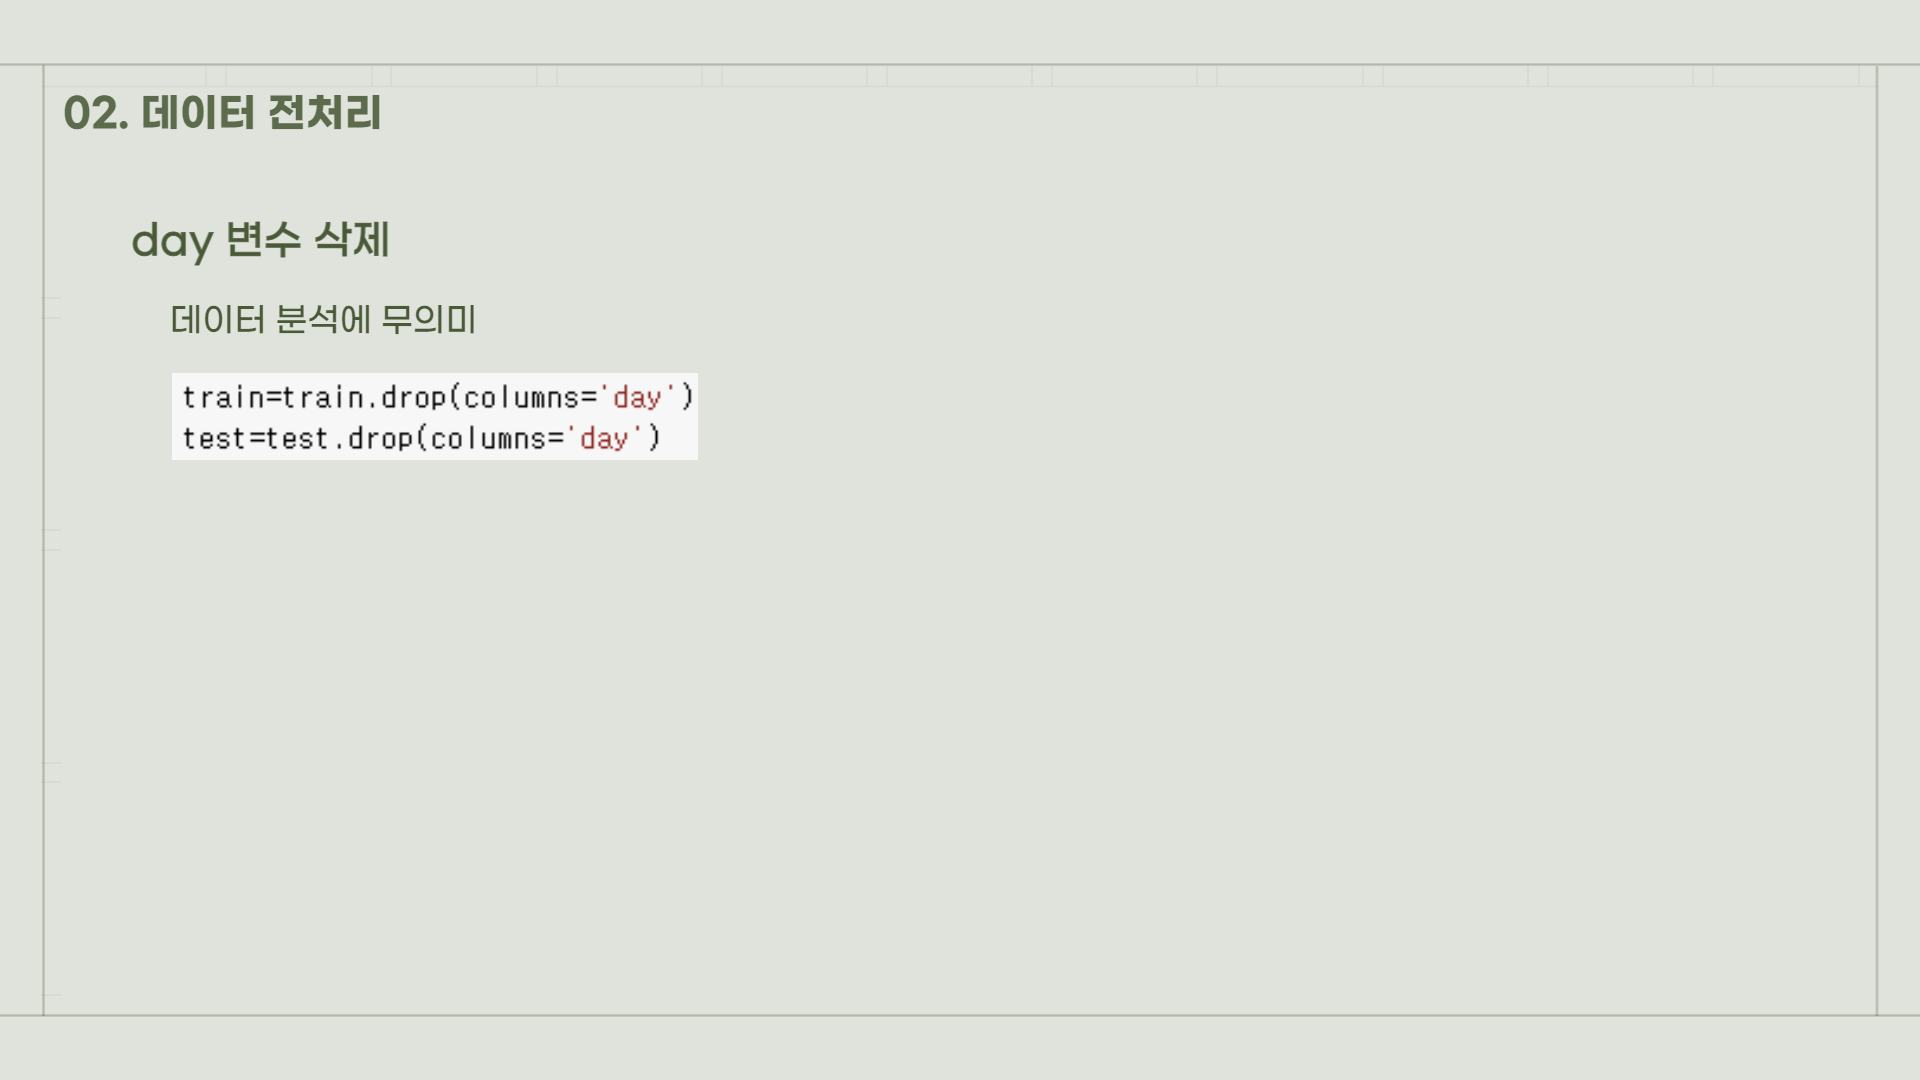 02. 데이터 전처리
day 변수 삭제
데이터 분석에 무의미
train=train.drop(columns='day')
test=test.drop(columns='day')